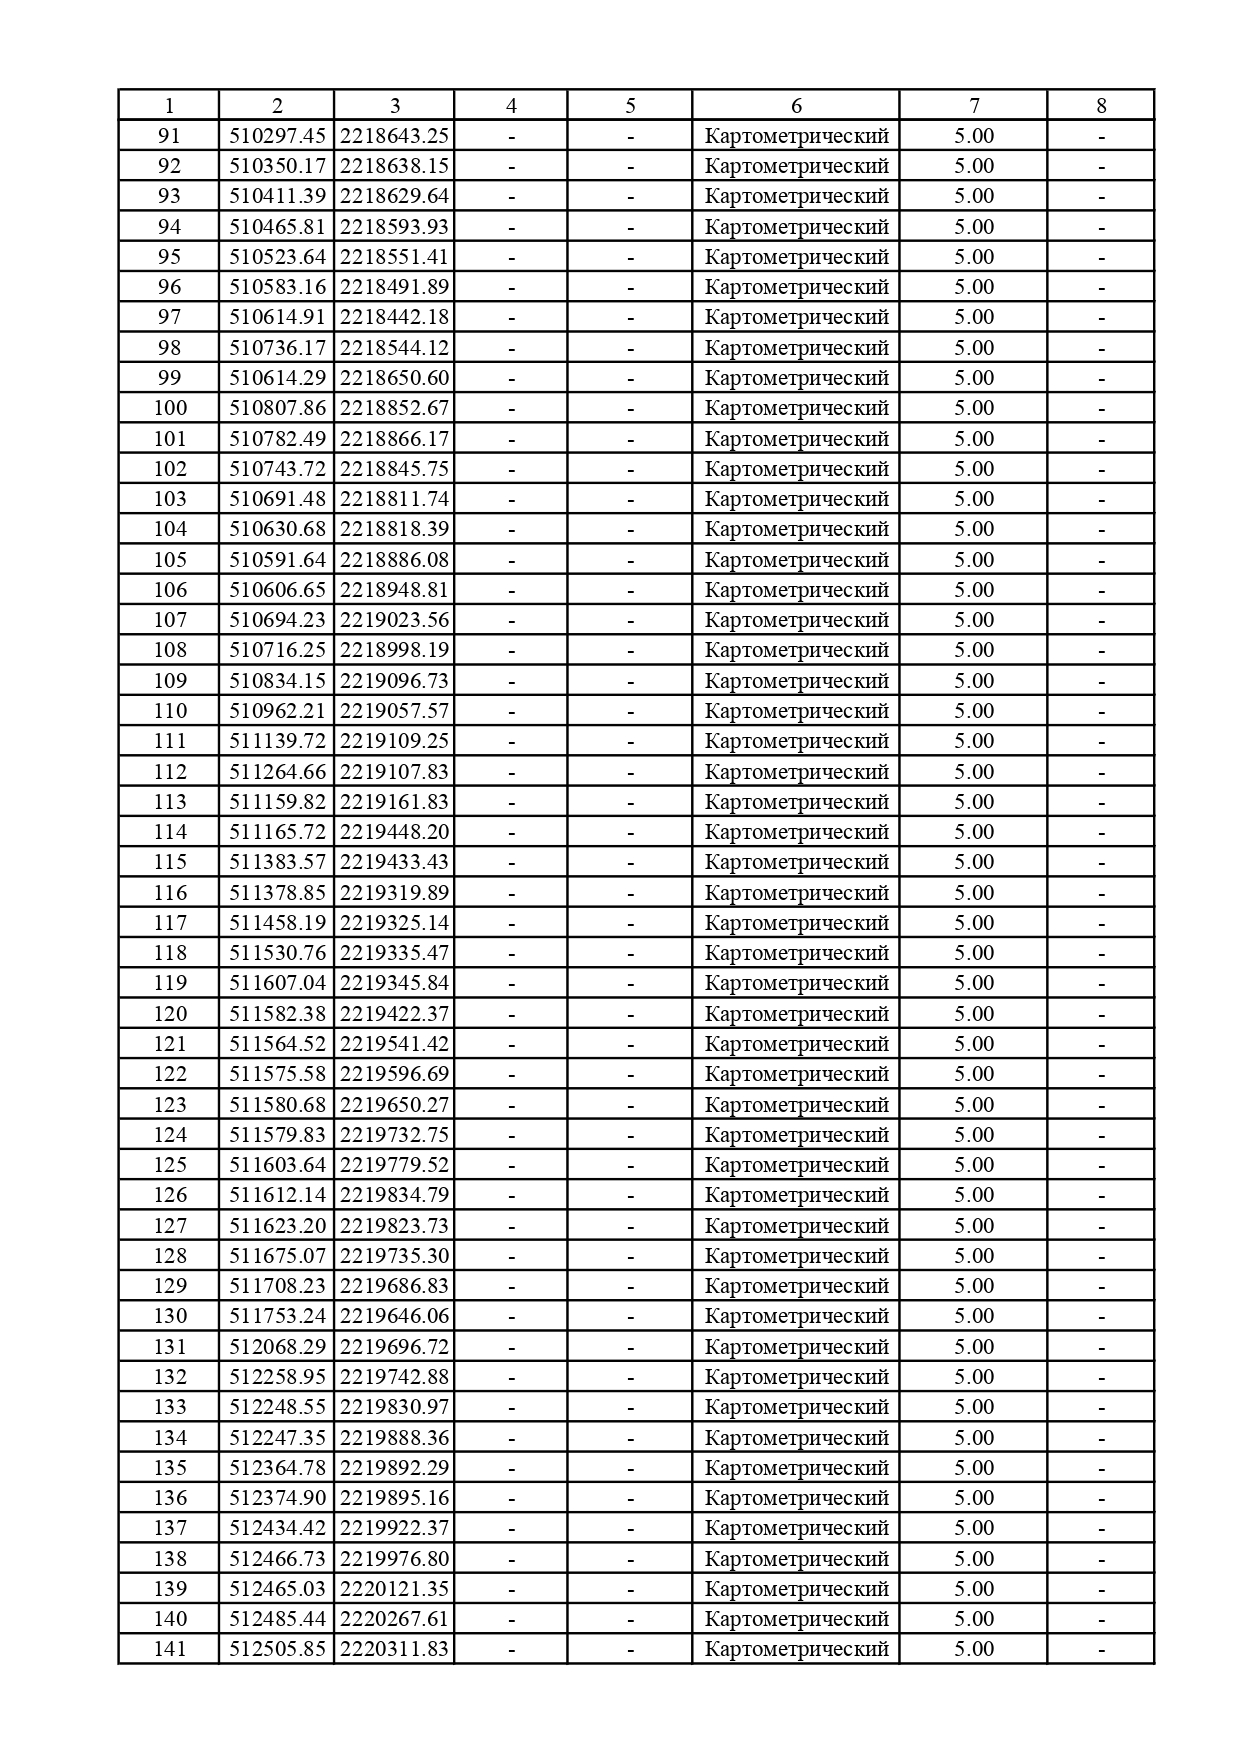 1 2 3 4 5 6 7 8
91 510297.45 2218643.25 - - Картометрический 5.00 -
92 510350.17 2218638.15 - - Картометрический 5.00 -
93 510411.39 2218629.64 - - Картометрический 5.00 -
94 510465.81 2218593.93 - - Картометрический 5.00 -
95 510523.64 2218551.41 - - Картометрический 5.00 -
96 510583.16 2218491.89 - - Картометрический 5.00 -
97 510614.91 2218442.18 - - Картометрический 5.00 -
98 510736.17 2218544.12 - - Картометрический 5.00 -
99 510614.29 2218650.60 - - Картометрический 5.00 -
100 510807.86 2218852.67 - - Картометрический 5.00 -
101 510782.49 2218866.17 - - Картометрический 5.00 -
102 510743.72 2218845.75 - - Картометрический 5.00 -
103 510691.48 2218811.74 - - Картометрический 5.00 -
104 510630.68 2218818.39 - - Картометрический 5.00 -
105 510591.64 2218886.08 - - Картометрический 5.00 -
106 510606.65 2218948.81 - - Картометрический 5.00 -
107 510694.23 2219023.56 - - Картометрический 5.00 -
108 510716.25 2218998.19 - - Картометрический 5.00 -
109 510834.15 2219096.73 - - Картометрический 5.00 -
110 510962.21 2219057.57 - - Картометрический 5.00 -
111 511139.72 2219109.25 - - Картометрический 5.00 -
112 511264.66 2219107.83 - - Картометрический 5.00 -
113 511159.82 2219161.83 - - Картометрический 5.00 -
114 511165.72 2219448.20 - - Картометрический 5.00 -
115 511383.57 2219433.43 - - Картометрический 5.00 -
116 511378.85 2219319.89 - - Картометрический 5.00 -
117 511458.19 2219325.14 - - Картометрический 5.00 -
118 511530.76 2219335.47 - - Картометрический 5.00 -
119 511607.04 2219345.84 - - Картометрический 5.00 -
120 511582.38 2219422.37 - - Картометрический 5.00 -
121 511564.52 2219541.42 - - Картометрический 5.00 -
122 511575.58 2219596.69 - - Картометрический 5.00 -
123 511580.68 2219650.27 - - Картометрический 5.00 -
124 511579.83 2219732.75 - - Картометрический 5.00 -
125 511603.64 2219779.52 - - Картометрический 5.00 -
126 511612.14 2219834.79 - - Картометрический 5.00 -
127 511623.20 2219823.73 - - Картометрический 5.00 -
128 511675.07 2219735.30 - - Картометрический 5.00 -
129 511708.23 2219686.83 - - Картометрический 5.00 -
130 511753.24 2219646.06 - - Картометрический 5.00 -
131 512068.29 2219696.72 - - Картометрический 5.00 -
132 512258.95 2219742.88 - - Картометрический 5.00 -
133 512248.55 2219830.97 - - Картометрический 5.00 -
134 512247.35 2219888.36 - - Картометрический 5.00 -
135 512364.78 2219892.29 - - Картометрический 5.00 -
136 512374.90 2219895.16 - - Картометрический 5.00 -
137 512434.42 2219922.37 - - Картометрический 5.00 -
138 512466.73 2219976.80 - - Картометрический 5.00 -
139 512465.03 2220121.35 - - Картометрический 5.00 -
140 512485.44 2220267.61 - - Картометрический 5.00 -
141 512505.85 2220311.83 - - Картометрический 5.00 -